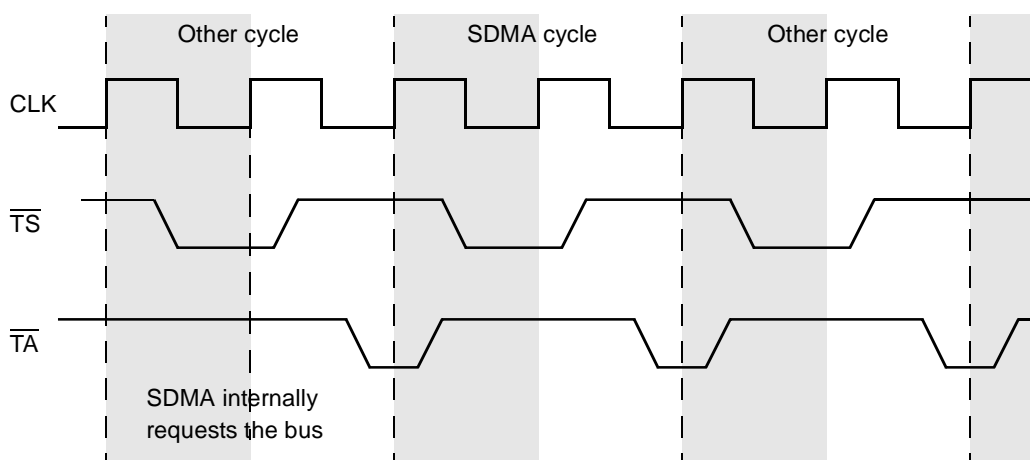 Other cycle
SDMA cycle
Other cycle
CLK
TS
TA
SDMA internally
requests the bus